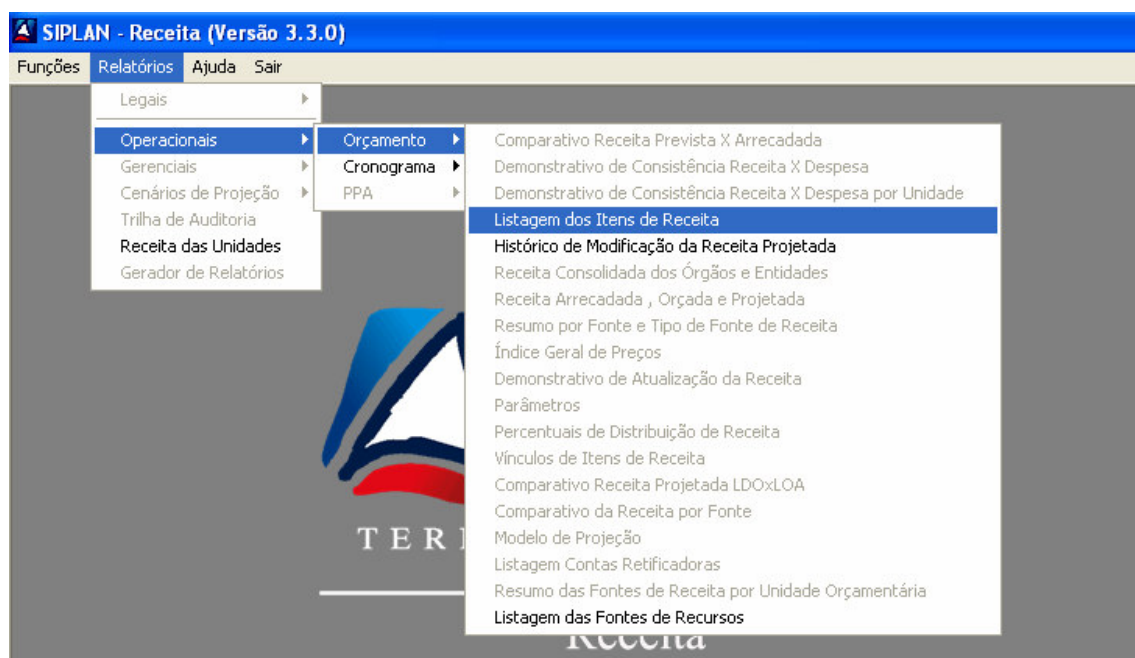 SIPLAN - Receita (Versão 3.3.0)
Funções Relatórios Ajuda Sair
Legais
Operacionais
Gerenciais
Cenários de Projeção
Trilha de Auditoria
Receita das Unidades
Gerador de Relatórios
Orçamento
Cronograma
PPA
Comparativo Receita Prevista X Arrecadada
Demonstrativo de Consistência Receita X Despesa
Demonstrativo de Consistência Receita X Despesa por Unidade
Listagem dos Itens de Receita
Histórico de Modificação da Receita Projetada
Receita Consolidada dos Órgãos e Entidades
Receita Arrecadada , Orçada e Projetada
Resumo por Fonte e Tipo de Fonte de Receita
Índice Geral de Preços
Demonstrativo de Atualização da Receita
Parâmetros
Percentuais de Distribuição de Receita
Vínculos de Itens de Receita
Comparativo Receita Projetada LDOxLOA
Comparativo da Receita por Fonte
Modelo de Projeção
Listagem Contas Retificadoras
Resumo das Fontes de Receita por Unidade Orçamentária
Listagem das Fontes de Recursos
T E R
Receita